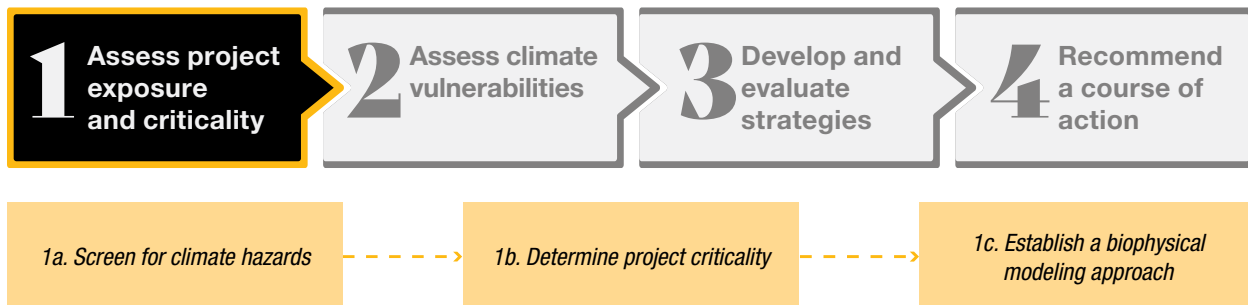 1 Assess project
exposure
and criticality
2 Assess climate
vulnerabilities
3 Develop and
evaluate
strategies
4 Recommend
a course of
action
1a. Screen for climate hazards
1b. Determine project criticality
1c. Establish a biophysical
modeling approach